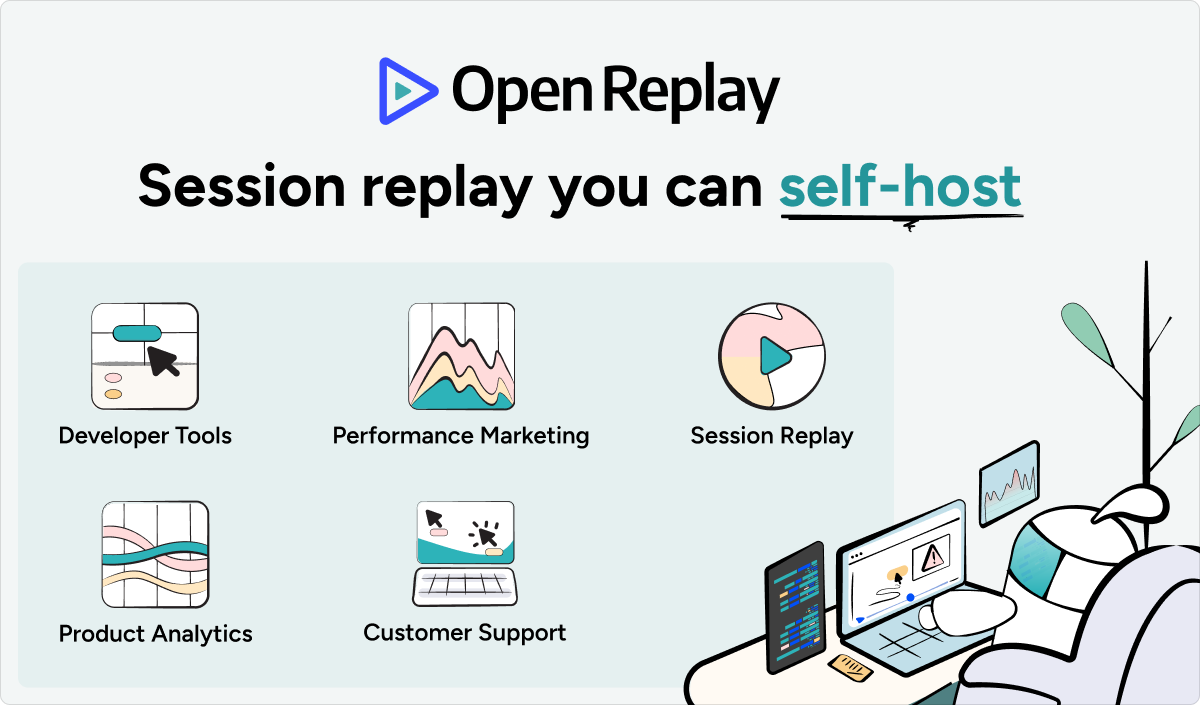 OpenReplay
Session replay you can self-host
Developer Tools
Performance Marketing
Session Replay
Product Analytics
Customer Support